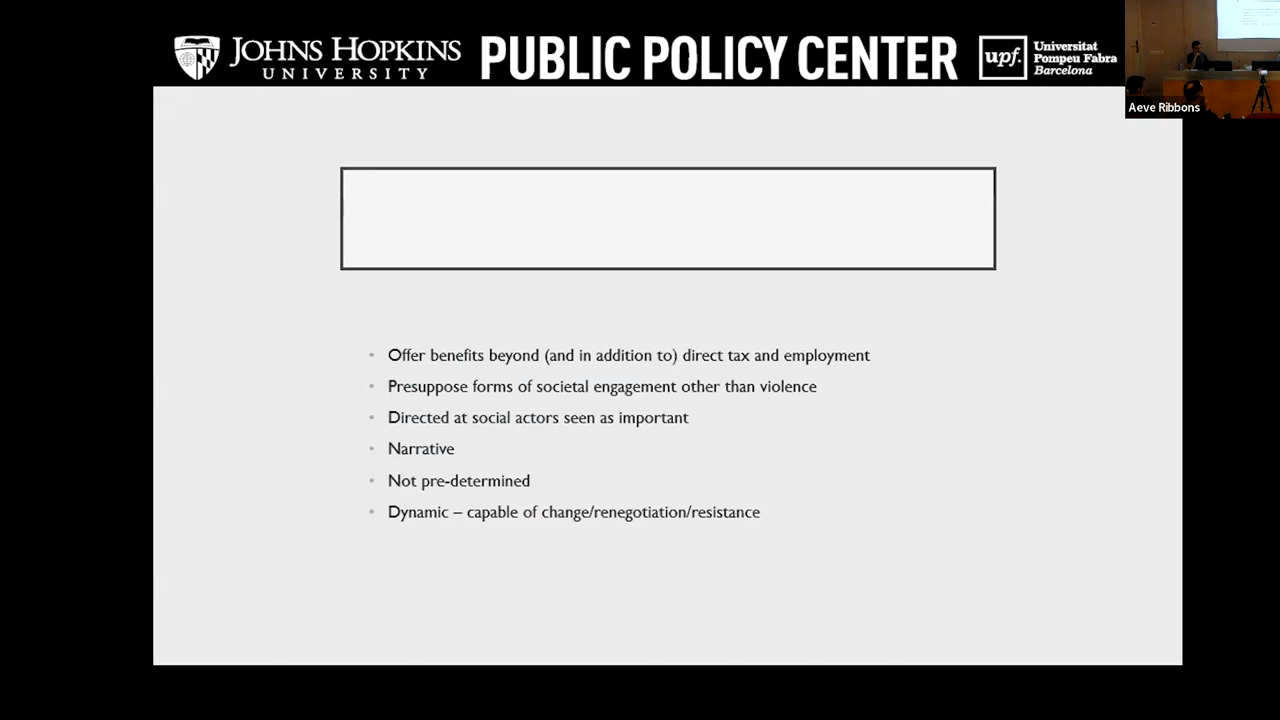 JOHNS HOPKINS
UNIVERSITY
PUBLIC POLICY CENTER
upf.
Universitat
Pompeu Fabra
Barcelona
Aeve Ribbons
• Offer benefits beyond (and in addition to) direct tax and employment
• Presuppose forms of societal engagement other than violence
• Directed at social actors seen as important
• Narrative
• Not pre-determined
• Dynamic – capable of change/renegotiation/resistance